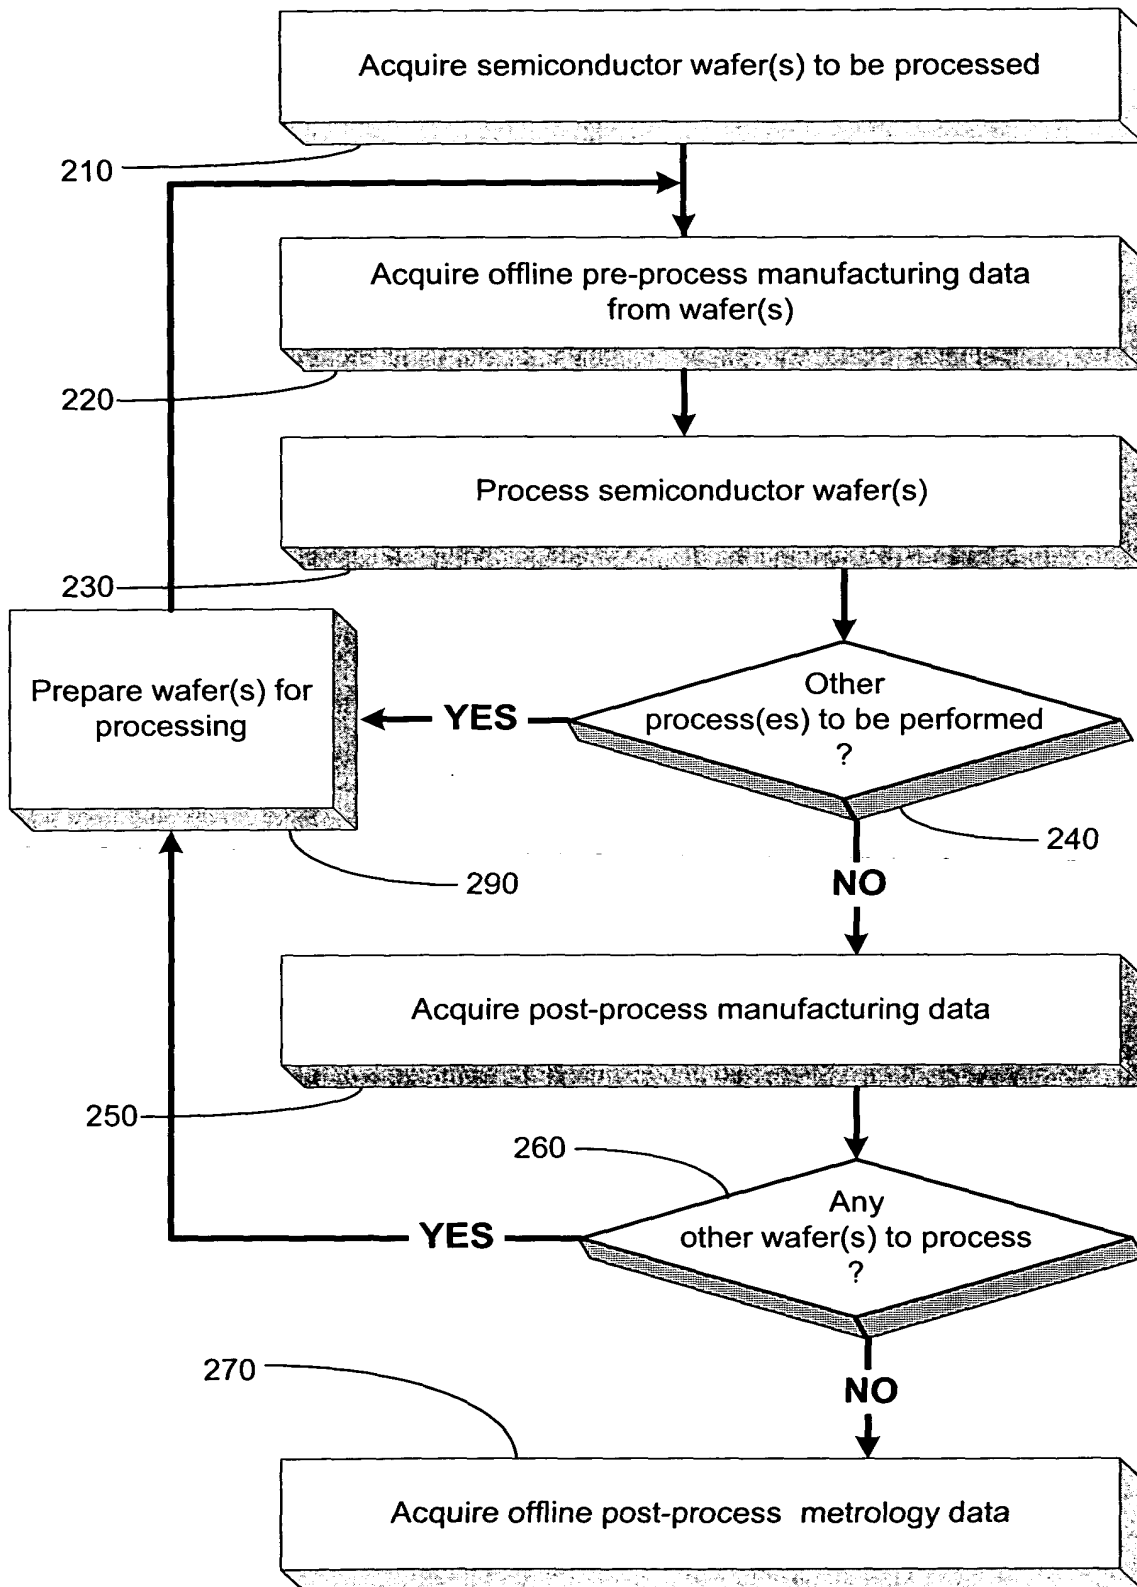 Acquire semiconductor wafer(s) to be processed
210
Acquire offline pre-process manufacturing data
from wafer(s)
220
Process semiconductor wafer(s)
230
Prepare wafer(s) for
processing
YES
Other
process(es) to be performed
?
240
290
NO
Acquire post-process manufacturing data
250
260
Any
other wafer(s) to process
?
YES
270
NO
Acquire offline post-process metrology data